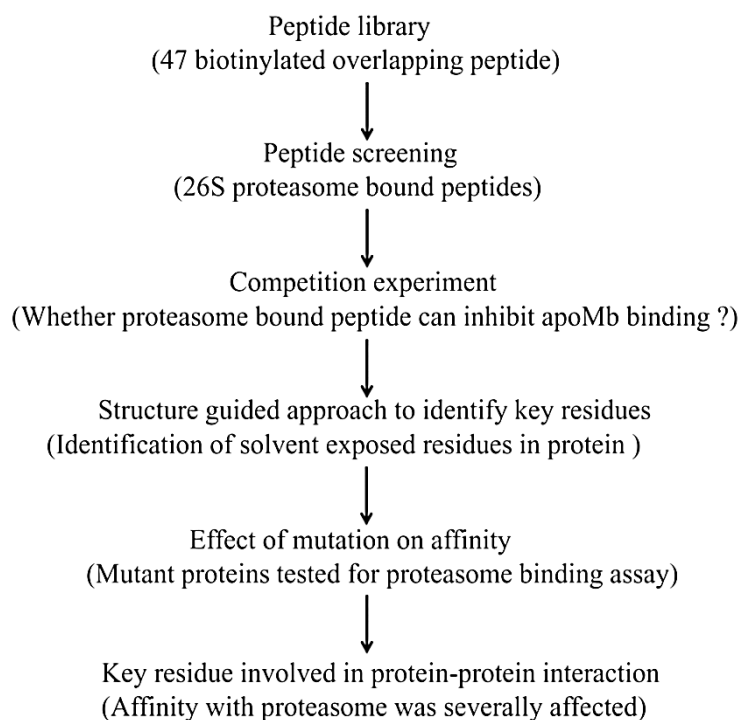 Peptide library
(47 biotinylated overlapping peptide)
Peptide screening
(26S proteasome bound peptides)
Competition experiment
(Whether proteasome bound peptide can inhibit apoMb binding ?)
Structure guided approach to identify key residues
(Identification of solvent exposed residues in protein )
Effect of mutation on affinity
(Mutant proteins tested for proteasome binding assay)
Key residue involved in protein-protein interaction
(Affinity with proteasome was severally affected)